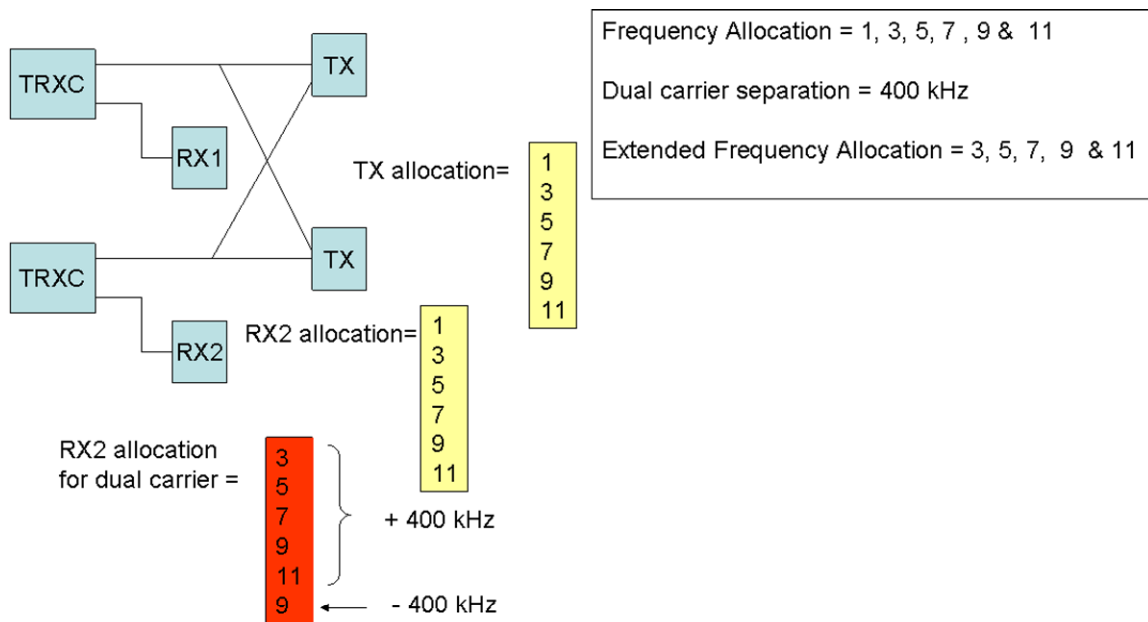 Frequency Allocation = 1, 3, 5, 7 , 9 & 11
Dual carrier separation = 400 kHz
Extended Frequency Allocation = 3, 5, 7, 9 & 11
TRXC
TX
RX1
TX allocation=
1
3
5
7
9
11
TRXC
TX
RX2
RX2 allocation=
1
3
5
7
9
11
RX2 allocation
for dual carrier =
3
5
7
9
11
9
+ 400 kHz
- 400 kHz